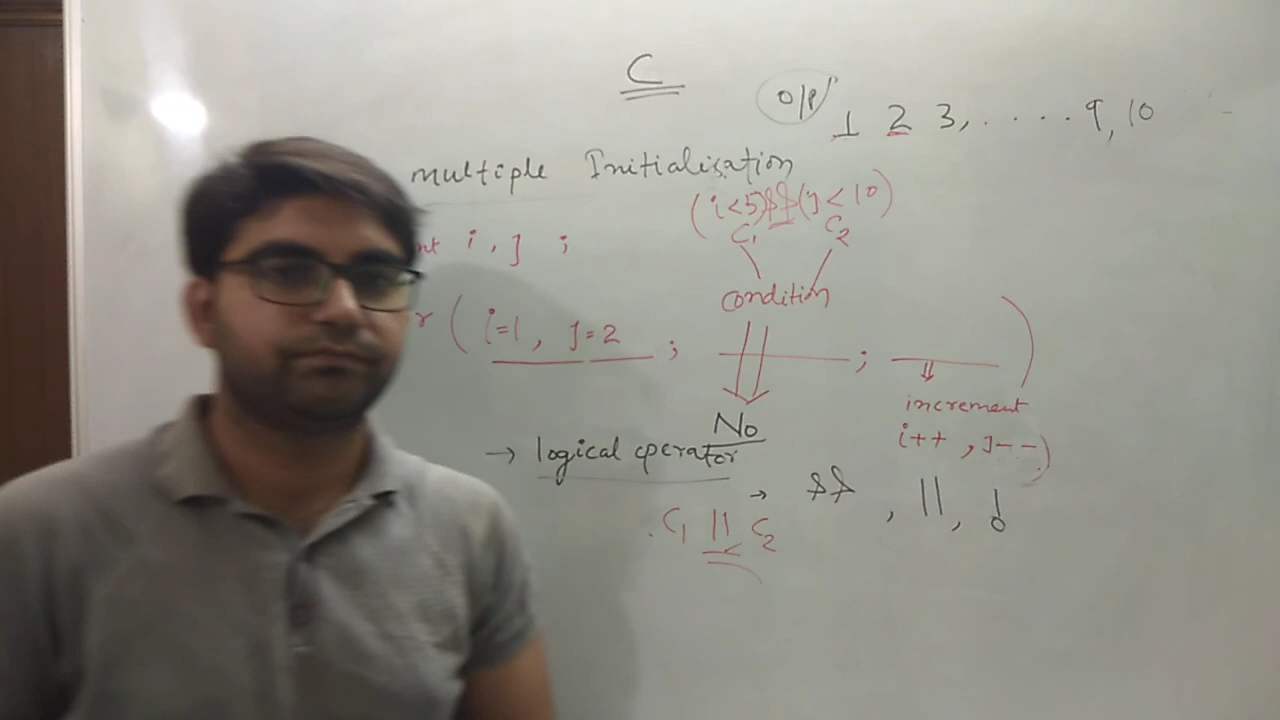 C
O/P 1 2 3, . . . . . 9, 10
multiple Initialisation
(i<5)&&(j<10)
C1 C2
nt i, j ;
condition
r ( i=1, j=2 ; ; )
increment
No
i++, j--)
→ logical operator
→ &&, ||, !
C1 || C2